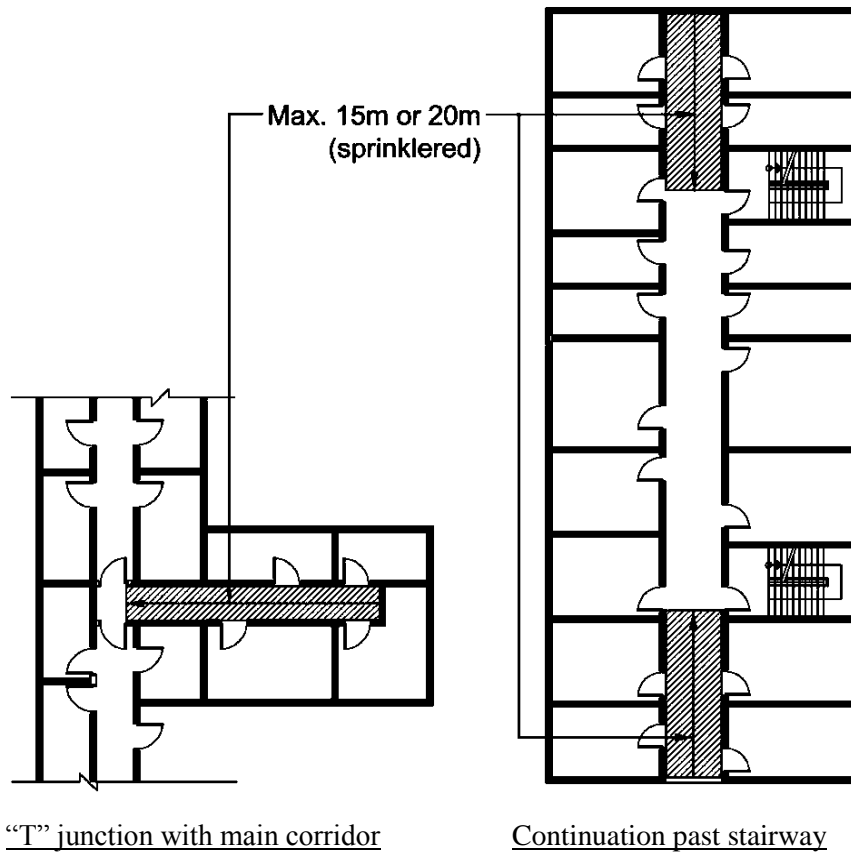 Max. 15m or 20m
(sprinklered)
“T” junction with main corridor
Continuation past stairway